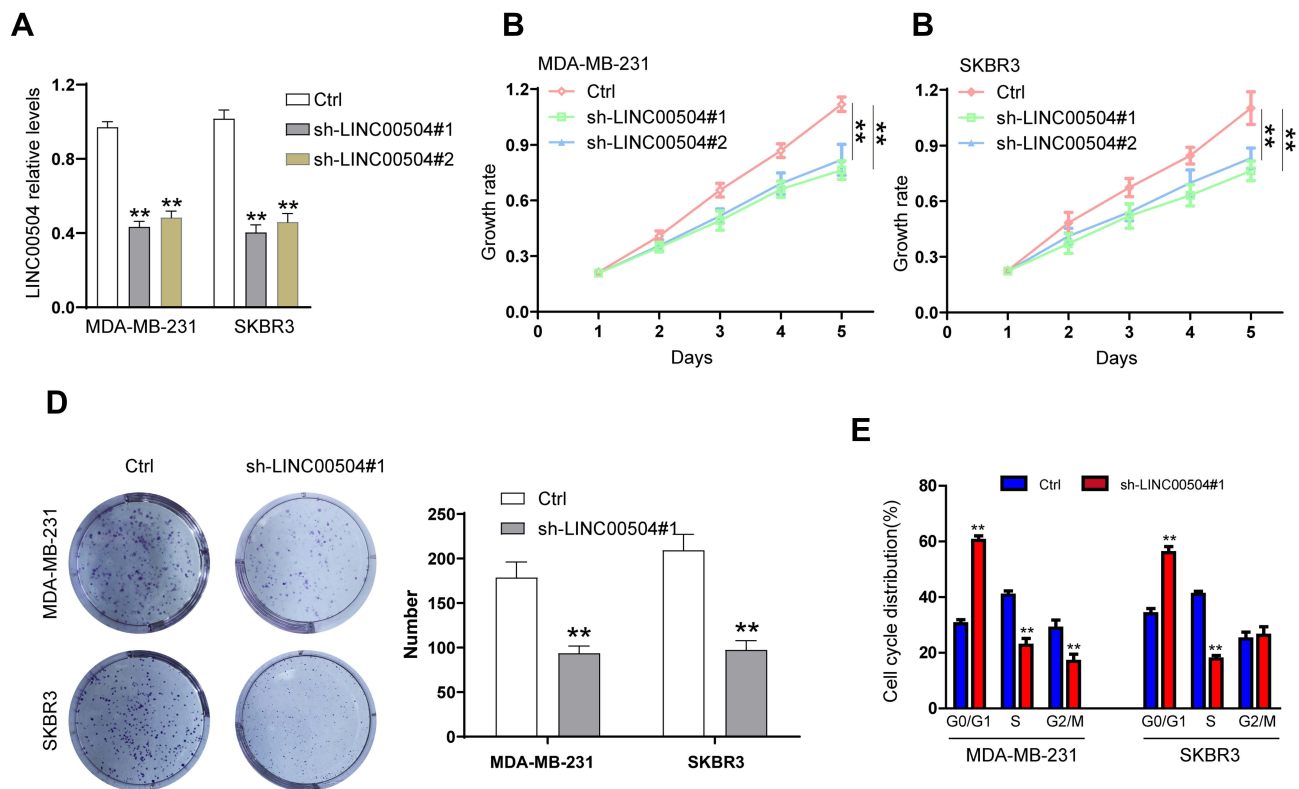 A
LINC00504 relative levels
1.2
0.8
0.4
0.0
Ctrl
sh-LINC00504#1
sh-LINC00504#2
**
**
**
**
MDA-MB-231
SKBR3
B
MDA-MB-231
Ctrl
sh-LINC00504#1
sh-LINC00504#2
Growth rate
1.2
0.9
0.6
0.3
0.0
**
**
0
1
2
3
4
5
Days
B
SKBR3
Ctrl
sh-LINC00504#1
sh-LINC00504#2
Growth rate
1.2
0.9
0.6
0.3
0.0
**
**
0
1
2
3
4
5
Days
D
Ctrl
sh-LINC00504#1
MDA-MB-231
SKBR3
Ctrl
sh-LINC00504#1
Number
250
200
150
100
50
0
**
**
MDA-MB-231
SKBR3
E
Ctrl
sh-LINC00504#1
Cell cycle distribution(%)
80
60
40
20
0
**
**
**
**
**
G0/G1
S
G2/M
G0/G1
S
G2/M
MDA-MB-231
SKBR3